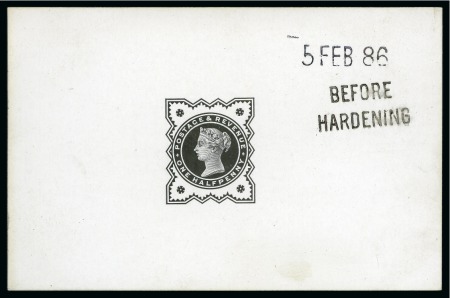 5 FEB 86
BEFORE
HARDENING
POSTAGE & REVENUE
ONE HALFPENNY